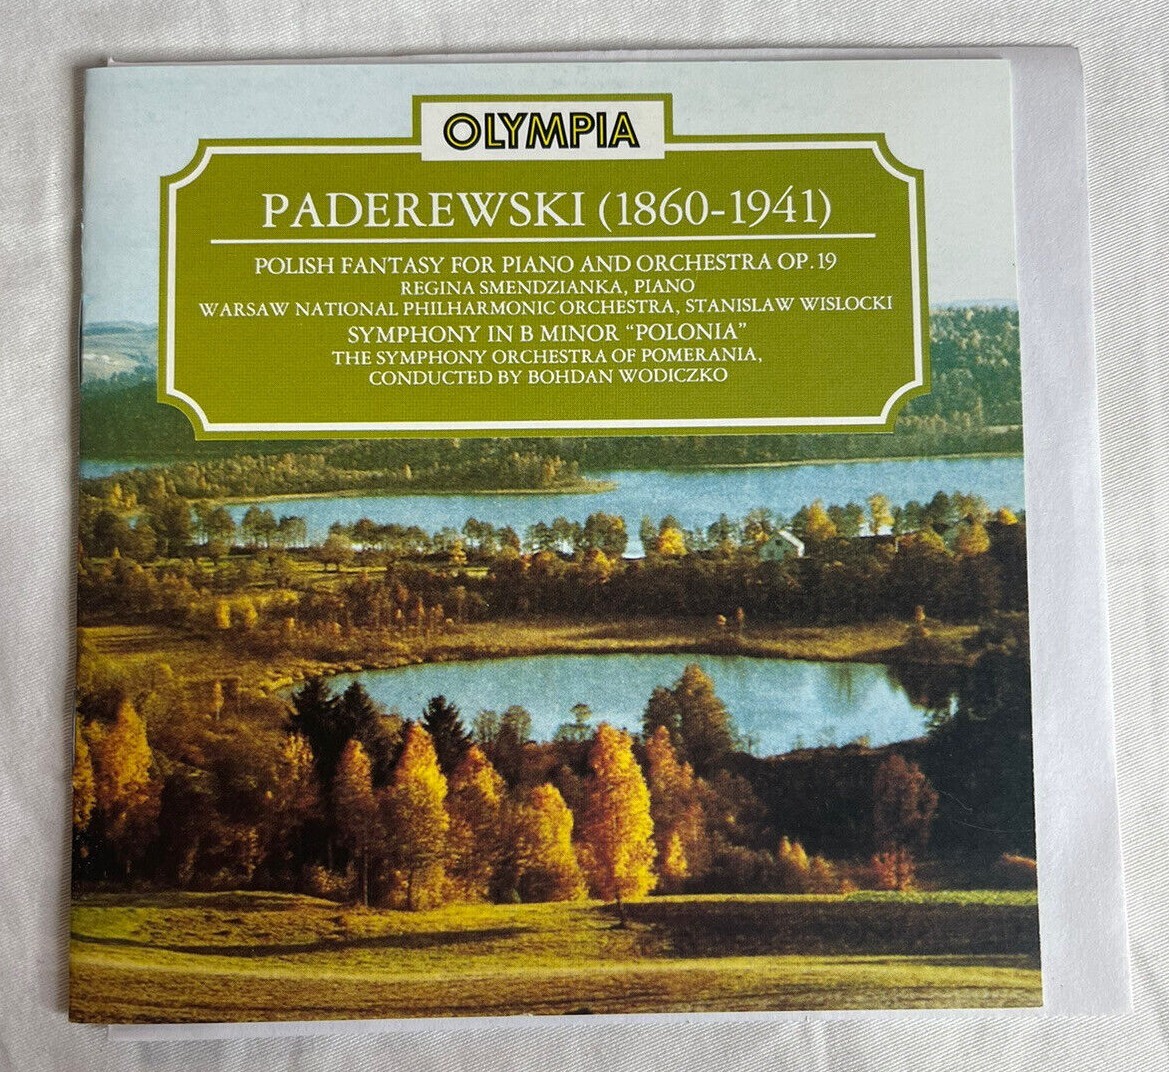 OLYMPIA
PADEREWSKI (1860-1941)
POLISH FANTASY FOR PIANO AND ORCHESTRA OP. 19
REGINA SMENDZIANKA, PIANO
WARSAW NATIONAL PHILHARMONIC ORCHESTRA, STANISLAW WISLOCKI
SYMPHONY IN B MINOR “POLONIA”
THE SYMPHONY ORCHESTRA OF POMERANIA,
CONDUCTED BY BOHDAN WODICZKO